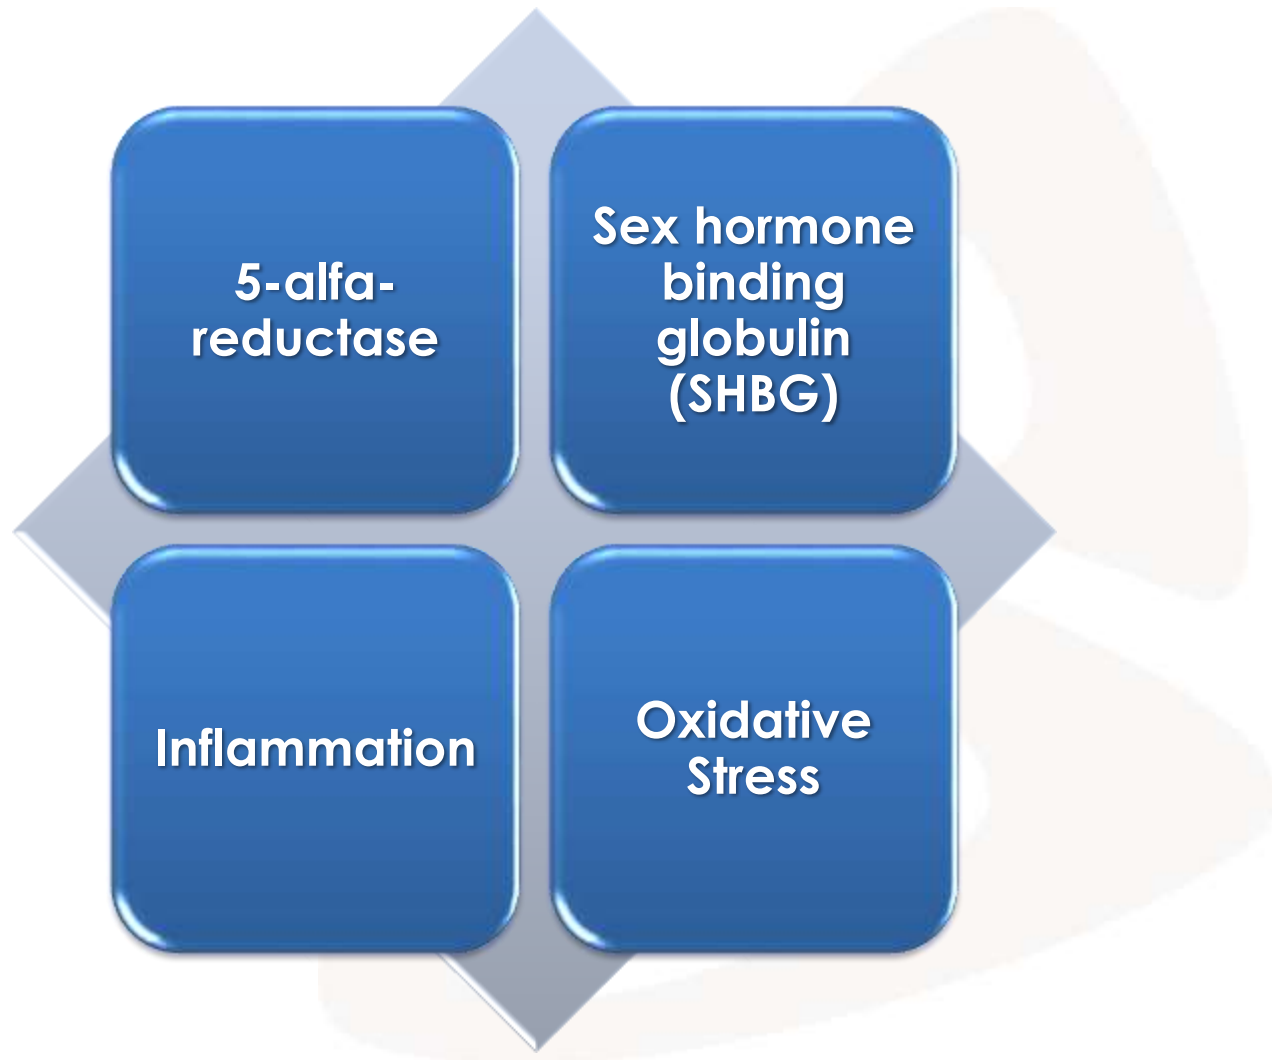 5-alfa-
reductase
Sex hormone
binding
globulin
(SHBG)
Inflammation
Oxidative
Stress